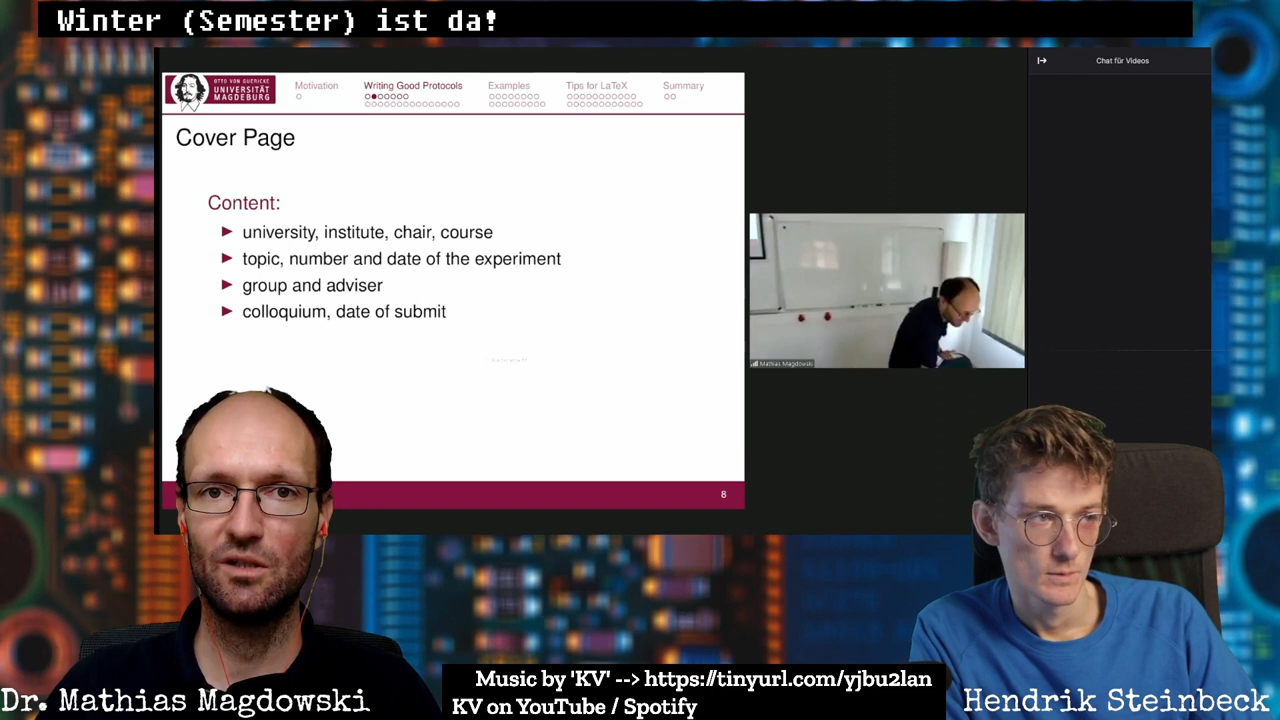 Winter (Semester) ist da!
OTTO VON GUERICKE
UNIVERSITÄT
MAGDEBURG
Motivation
Writing Good Protocols
Examples
Tips for LaTeX
Summary
Chat für Videos
Cover Page
Content:
university, institute, chair, course
topic, number and date of the experiment
group and adviser
colloquium, date of submit
Mathias Magdowski
8
Music by 'KV' --> https://tinyurl.com/yjbu2lan
KV on YouTube / Spotify
Dr. Mathias Magdowski
Hendrik Steinbeck